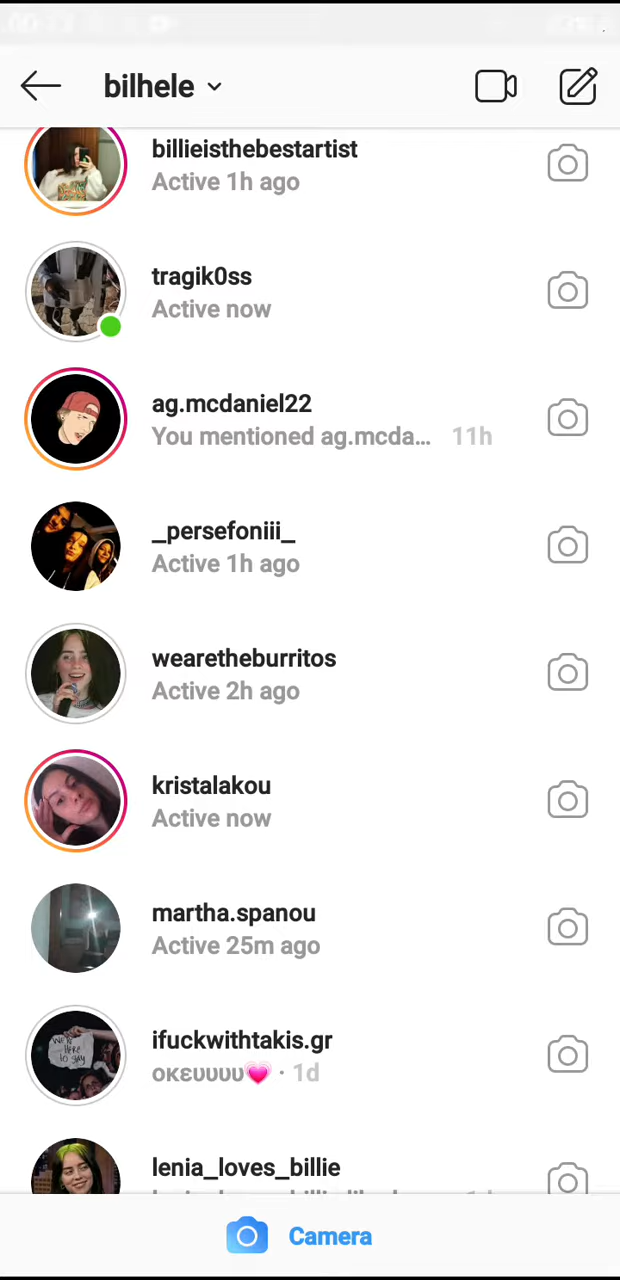 bilhele
billieisthebestartist
Active 1h ago
tragik0ss
Active now
ag.mcdaniel22
You mentioned ag.mcda... 11h
_persefoniii_
Active 1h ago
wearetheburritos
Active 2h ago
kristalakou
Active now
martha.spanou
Active 25m ago
ifuckwithtakis.gr
οκευυυυ💗 · 1d
lenia_loves_billie
Camera